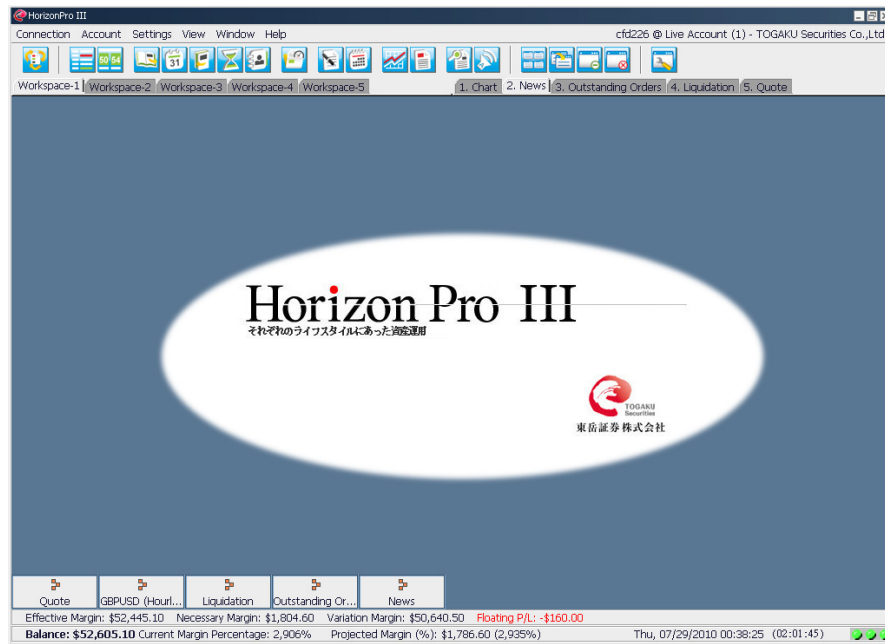 HorizonPro III
Connection Account Settings View Window Help cfd226 @ Live Account (1) - TOGAKU Securities Co.,Ltd
50 54 31
Workspace-1 Workspace-2 Workspace-3 Workspace-4 Workspace-5 1. Chart 2. News 3. Outstanding Orders 4. Liquidation 5. Quote
Horizon Pro III
それぞれのライフスタイルにあった資産運用
TOGAKU
Securities
東岳証券株式会社
Quote GBPUSD (Hourl... Liquidation Outstanding Or... News
Effective Margin: $52,445.10 Necessary Margin: $1,804.60 Variation Margin: $50,640.50 Floating P/L: -$160.00
Balance: $52,605.10 Current Margin Percentage: 2,906% Projected Margin (%): $1,786.60 (2,935%) Thu, 07/29/2010 00:38:25 (02:01:45)